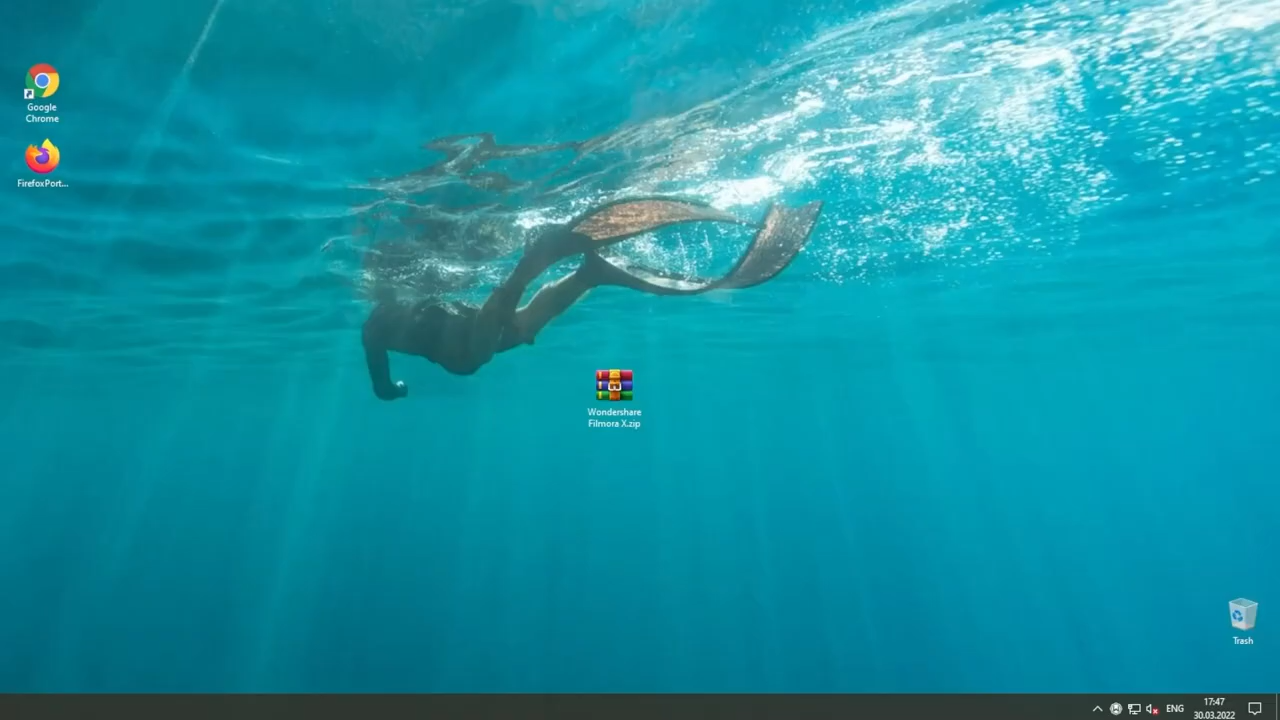 Google
Chrome
FirefoxPort...
Wondershare
Filmora X.zip
Trash
ENG
17:47
30.03.2022